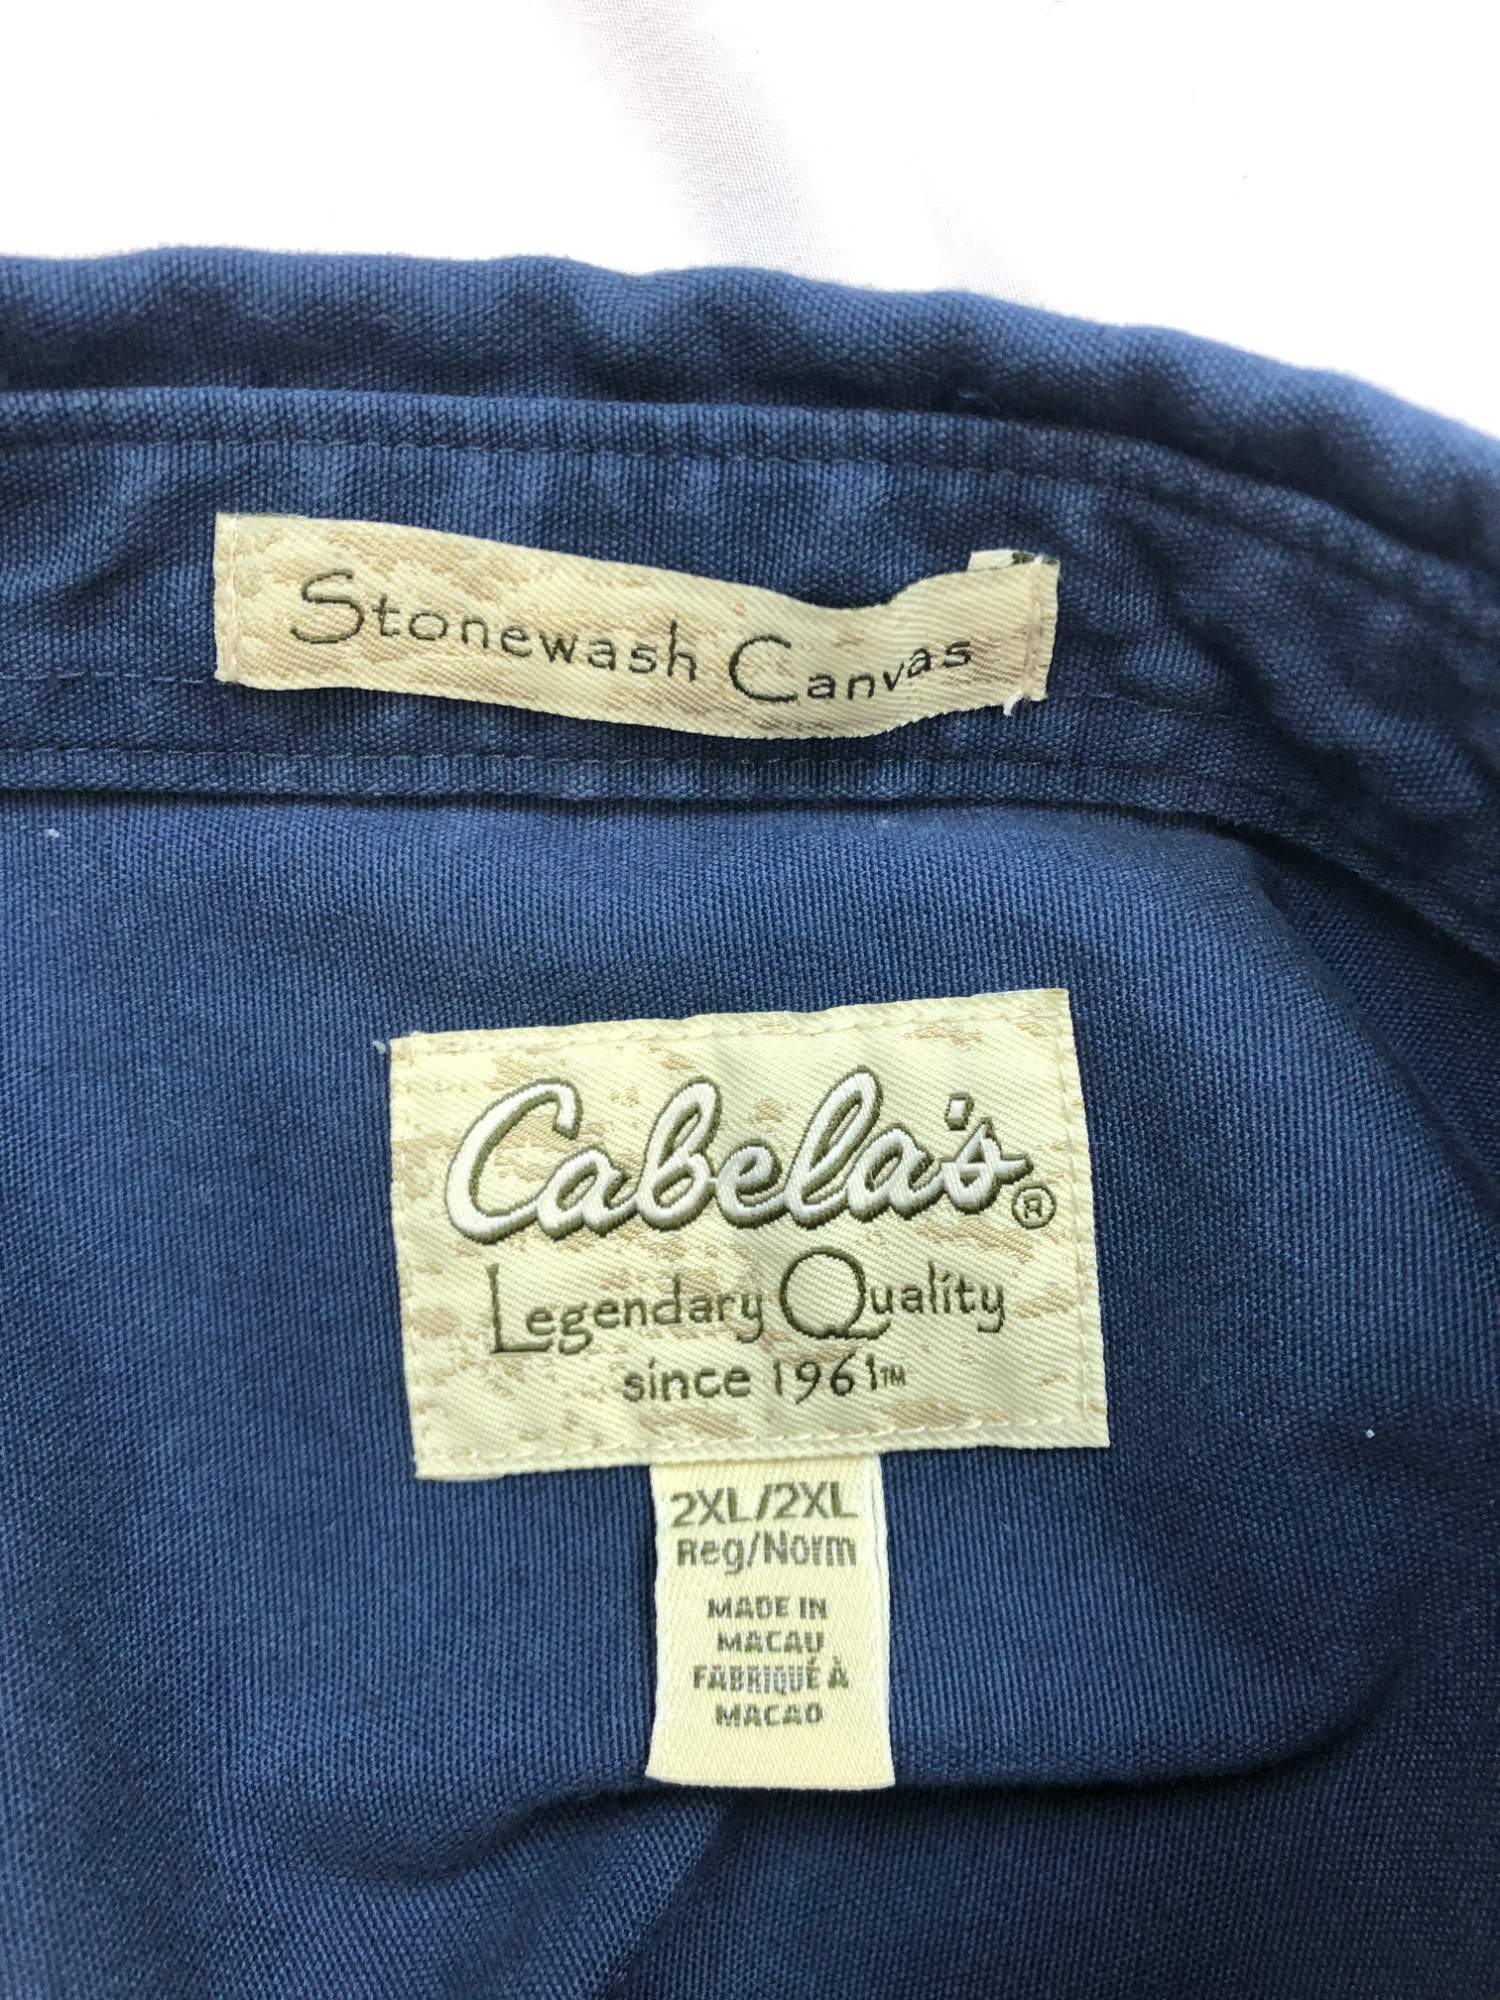 Stonewash Canvas
Cabela's®
Legendary Quality
since 1961™
2XL/2XL
Reg/Norm
MADE IN
MACAU
FABRIQUÉ À
MACAO